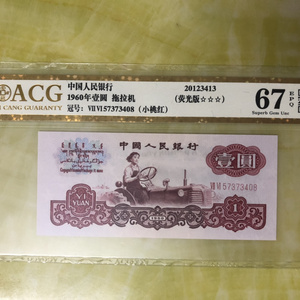 ACG
CANG GUARANTY
中国人民银行
1960年壹圆 拖拉机
冠号: VII VI 57373408 (小桃红)
20123413
(荧光版☆☆☆)
67
EPQ
Superb Gem Unc
中国人民银行
壹圆
VII VI 57373408
1
YUAN
1960
1